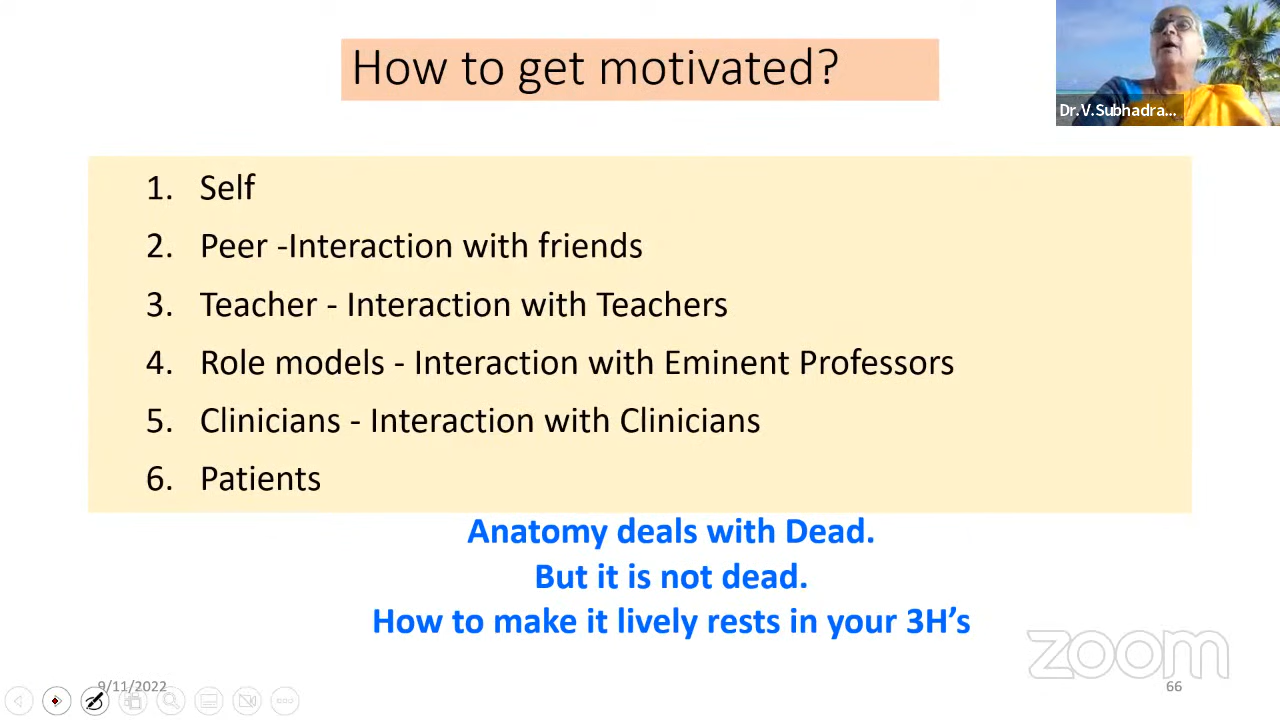 How to get motivated?
Dr.V.Subhadra...
1. Self
2. Peer -Interaction with friends
3. Teacher - Interaction with Teachers
4. Role models - Interaction with Eminent Professors
5. Clinicians - Interaction with Clinicians
6. Patients
Anatomy deals with Dead.
But it is not dead.
How to make it lively rests in your 3H’s
zoom
9/11/2022
66